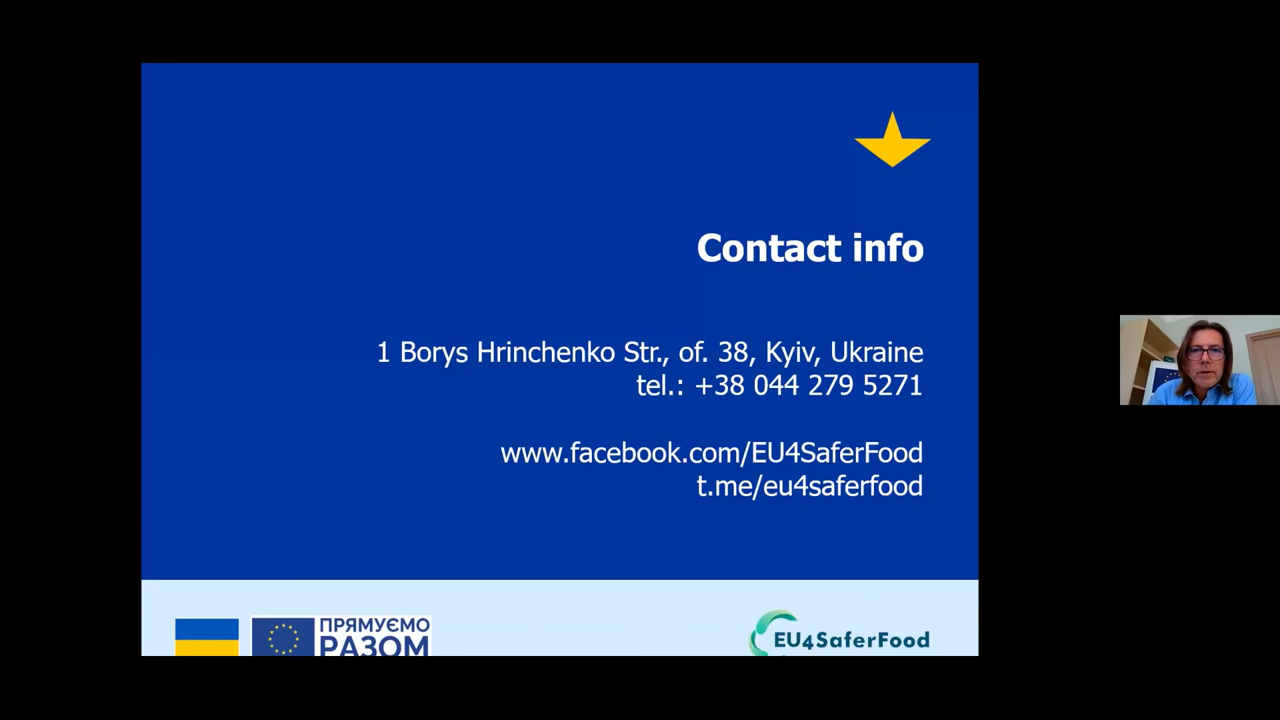 Contact info
1 Borys Hrinchenko Str., of. 38, Kyiv, Ukraine
tel.: +38 044 279 5271
www.facebook.com/EU4SaferFood
t.me/eu4saferfood
ПРЯМУЄМО
РАЗОМ
EU4SaferFood